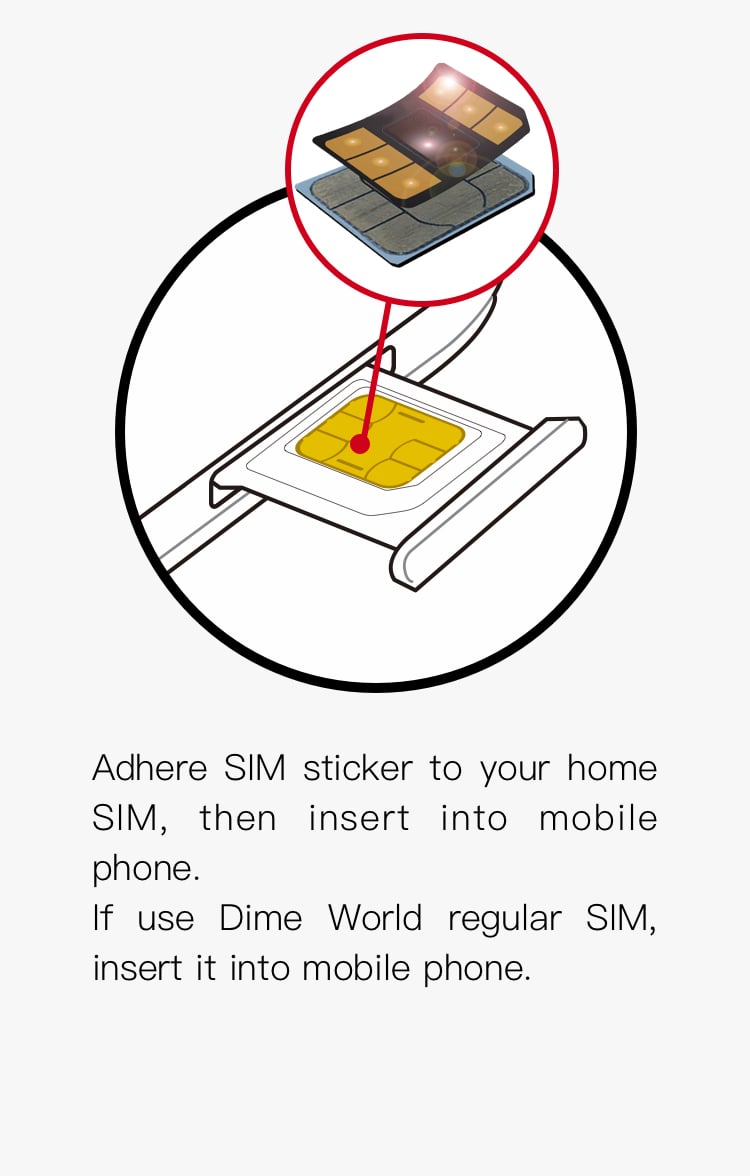 Adhere SIM sticker to your home
SIM, then insert into mobile
phone.
If use Dime World regular SIM,
insert it into mobile phone.